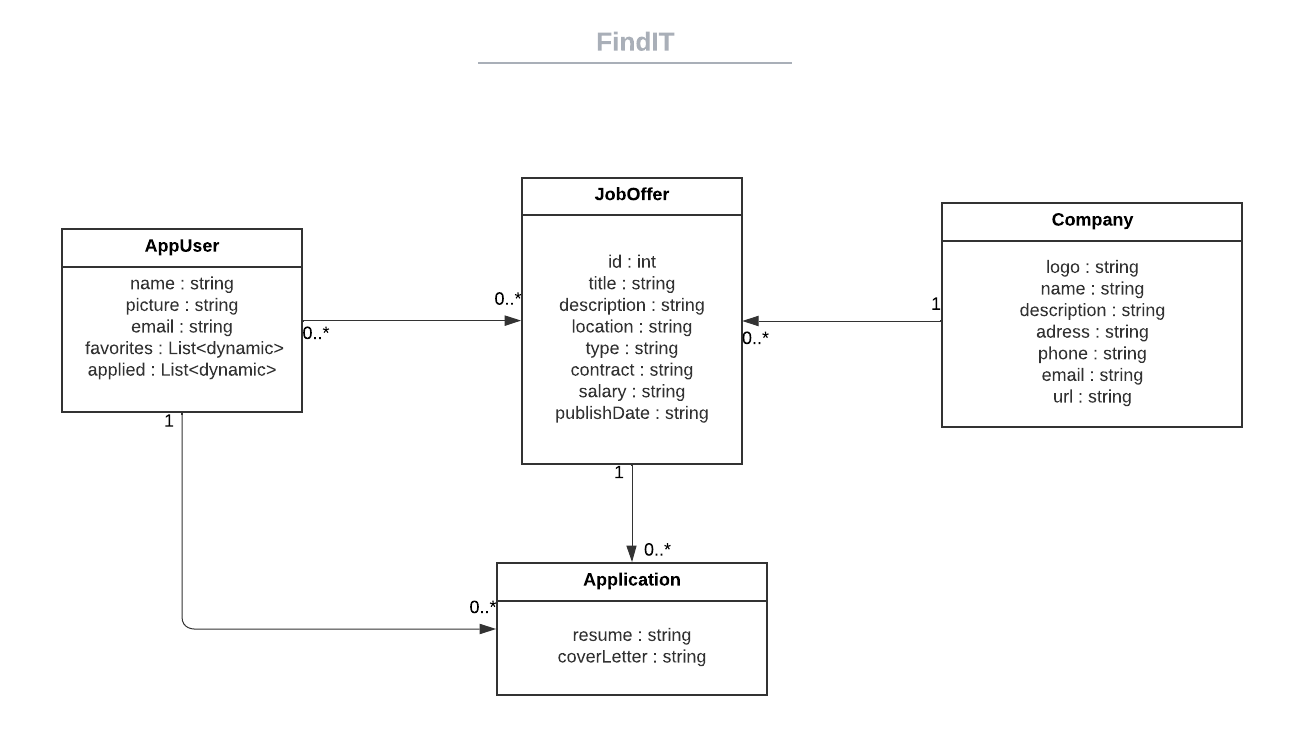 FindIT
AppUser
name : string
picture : string
email : string
favorites : List<dynamic>
applied : List<dynamic>
1
0..*
0..*
JobOffer
id : int
title : string
description : string
location : string
type : string
contract : string
salary : string
publishDate : string
1
0..*
0..*
1
Company
logo : string
name : string
description : string
adress : string
phone : string
email : string
url : string
0..*
Application
resume : string
coverLetter : string